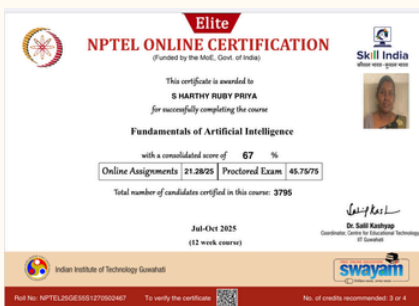 Elite
NPTEL ONLINE CERTIFICATION
(Funded by the MoE, Govt. of India)
Skill India
कौशल भारत - कुशल भारत
This certificate is awarded to
S HARTHY RUBY PRIYA
for successfully completing the course
Fundamentals of Artificial Intelligence
with a consolidated score of 67 %
Online Assignments 21.28/25 Proctored Exam 45.75/75
Total number of candidates certified in this course: 3795
Jul-Oct 2025
(12 week course)
Dr. Salil Kashyap
Coordinator, Centre for Educational Technology
IIT Guwahati
Indian Institute of Technology Guwahati
swayam
Roll No: NPTEL25GE55S1270502467 To verify the certificate No. of credits recommended: 3 or 4